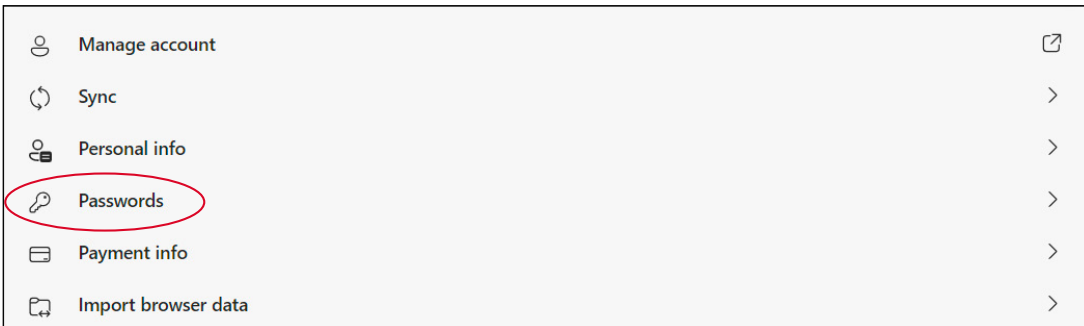 Manage account
Sync
Personal info
Passwords
Payment info
Import browser data